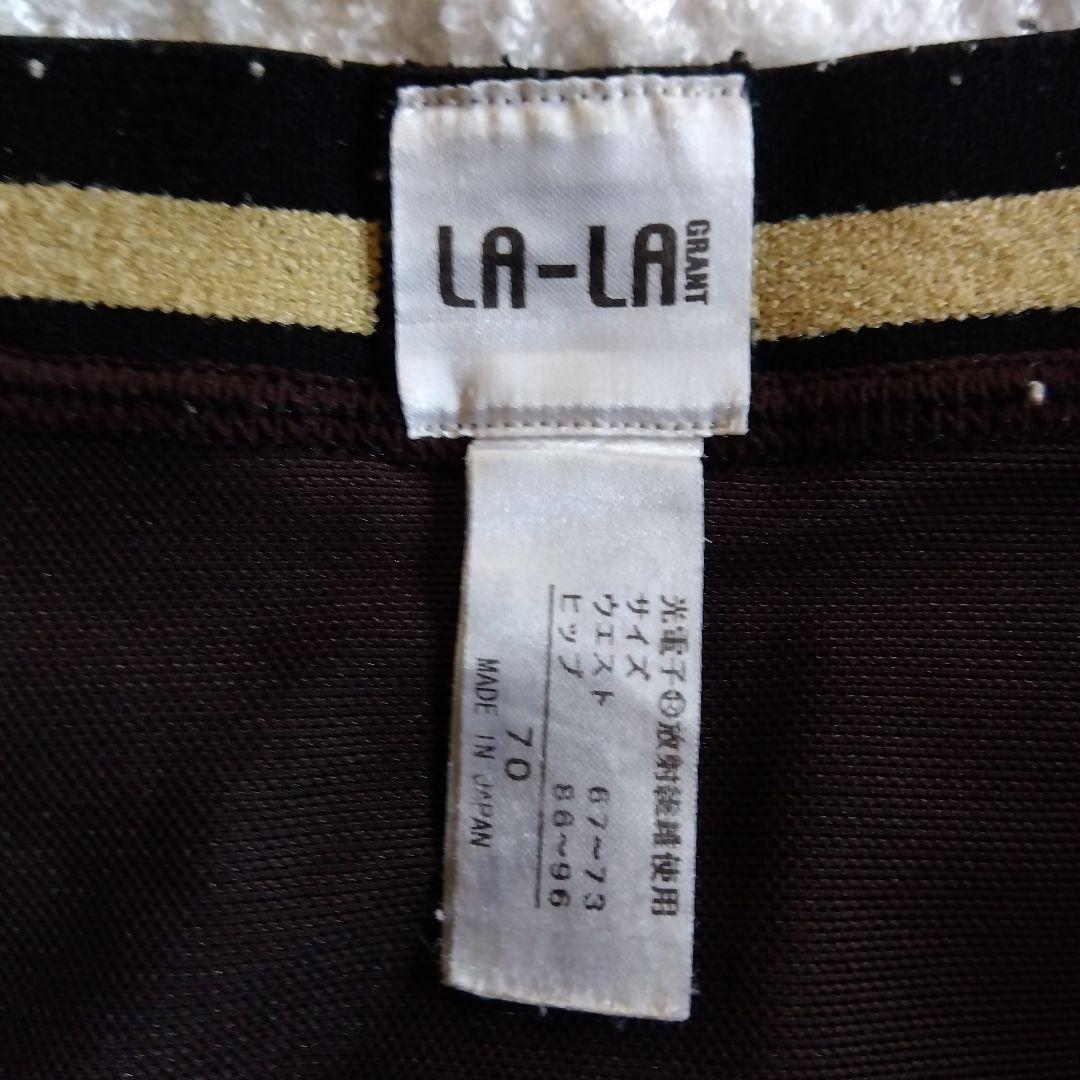 LA-LA GRANT
光電子Ⓡ放射繊維使用
サイズ
ウエスト 67〜73
ヒップ 86〜96
70
MADE IN JAPAN